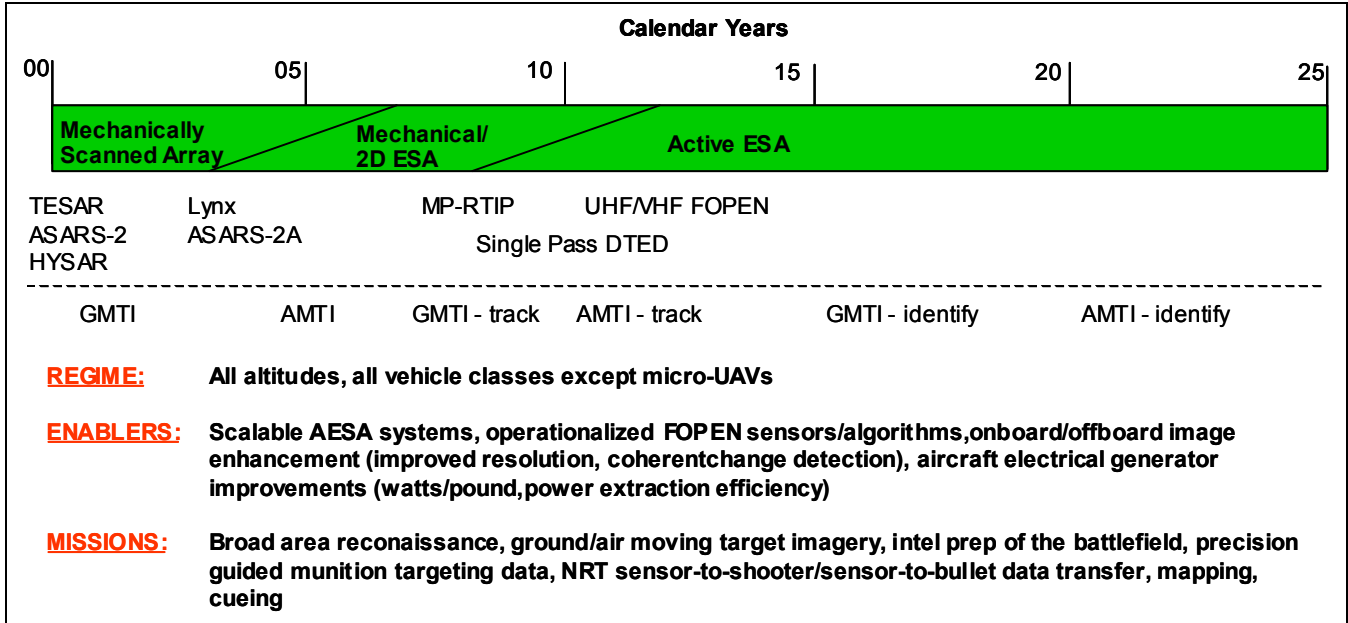 Calendar Years
00 05 10 15 20 25
Mechanically
Scanned Array
Mechanical/
2D ESA
Active ESA
TESAR Lynx MP-RTIP UHF/VHF FOPEN
ASARS-2 ASARS-2A Single Pass DTED
HYSAR
GMTI AMTI GMTI - track AMTI - track GMTI - identify AMTI - identify
REGIME: All altitudes, all vehicle classes except micro-UAVs
ENABLERS: Scalable AESA systems, operationalized FOPEN sensors/algorithms,onboard/offboard image
enhancement (improved resolution, coherentchange detection), aircraft electrical generator
improvements (watts/pound,power extraction efficiency)
MISSIONS: Broad area reconaissance, ground/air moving target imagery, intel prep of the battlefield, precision
guided munition targeting data, NRT sensor-to-shooter/sensor-to-bullet data transfer, mapping,
cueing